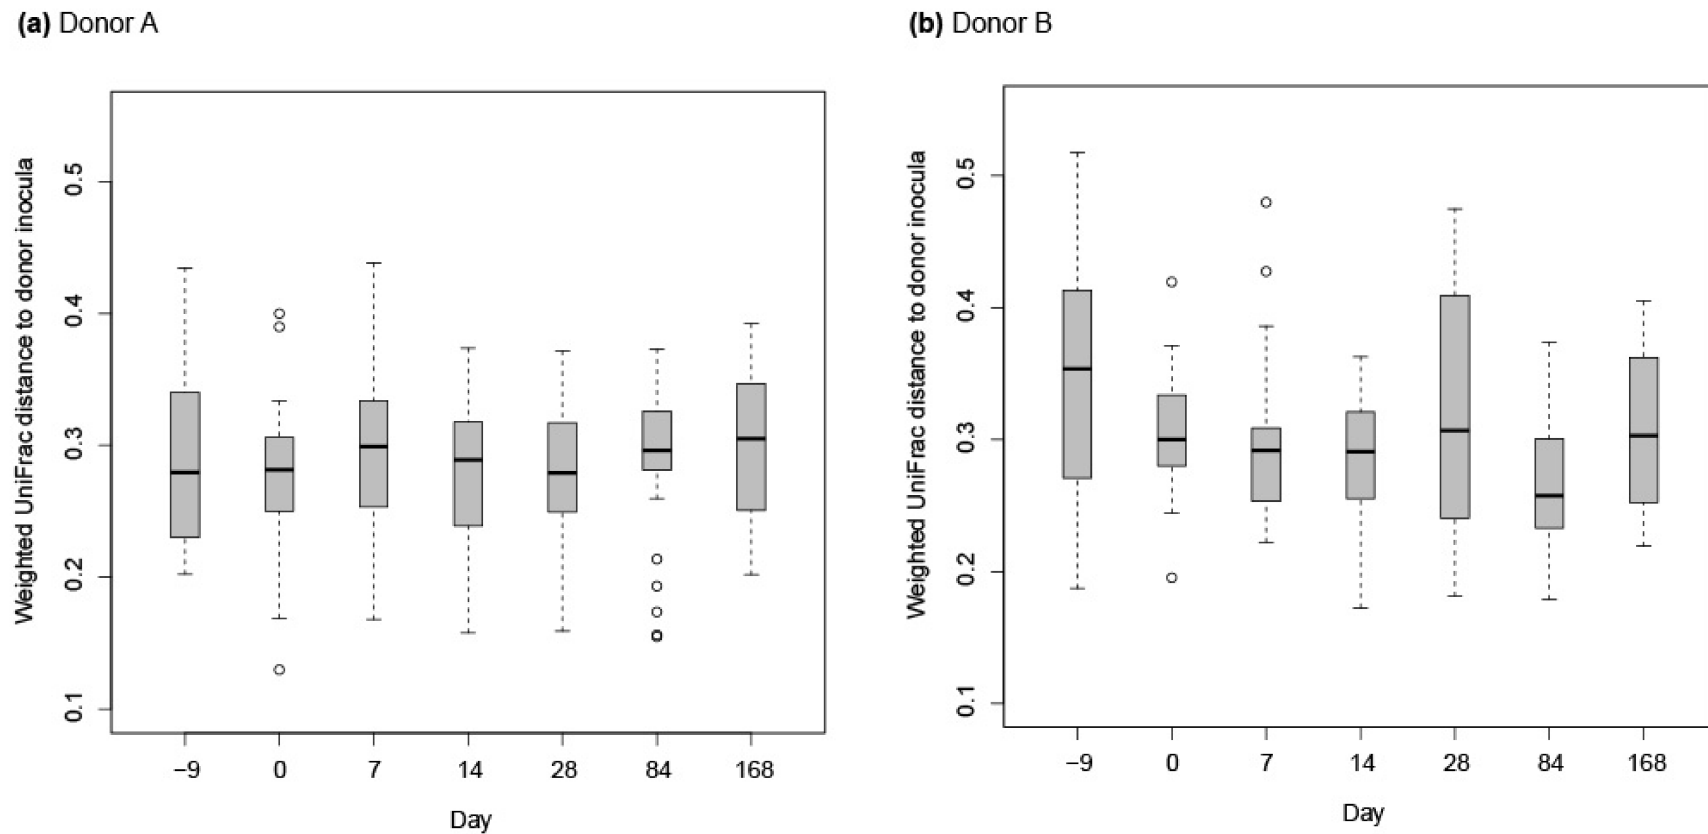 (a) Donor A
Weighted UniFrac distance to donor inocula
0.5
0.4
0.3
0.2
0.1
−9 0 7 14 28 84 168
Day
(b) Donor B
Weighted UniFrac distance to donor inocula
0.5
0.4
0.3
0.2
0.1
−9 0 7 14 28 84 168
Day